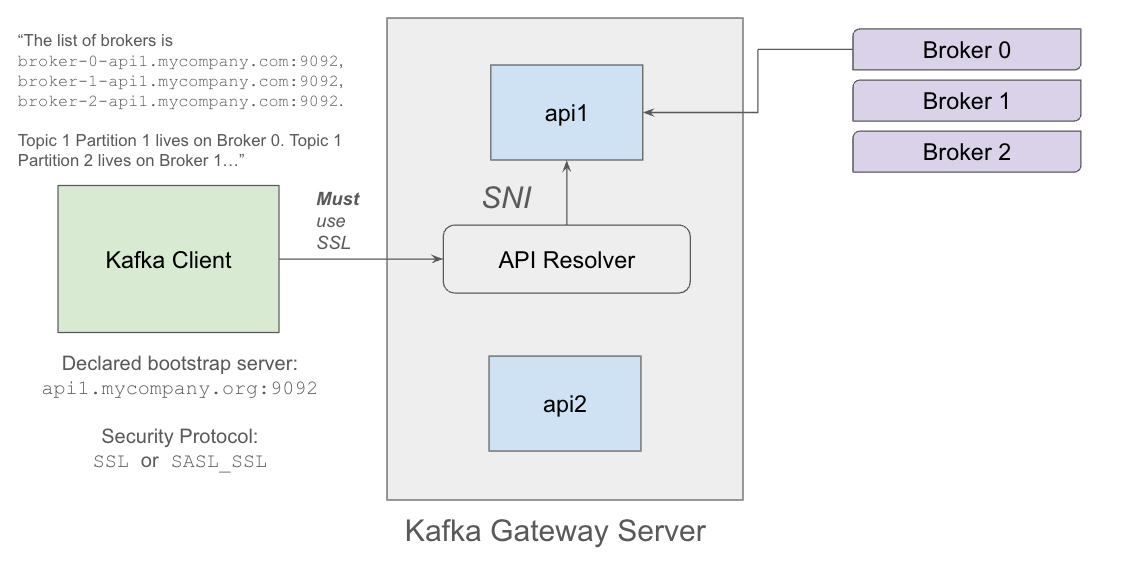 “The list of brokers is
broker-0-api1.mycompany.com:9092,
broker-1-api1.mycompany.com:9092,
broker-2-api1.mycompany.com:9092.
Topic 1 Partition 1 lives on Broker 0. Topic 1
Partition 2 lives on Broker 1…”
Kafka Client
Declared bootstrap server:
api1.mycompany.org:9092
Security Protocol:
SSL or SASL_SSL
Must
use
SSL
api1
SNI
API Resolver
api2
Kafka Gateway Server
Broker 0
Broker 1
Broker 2